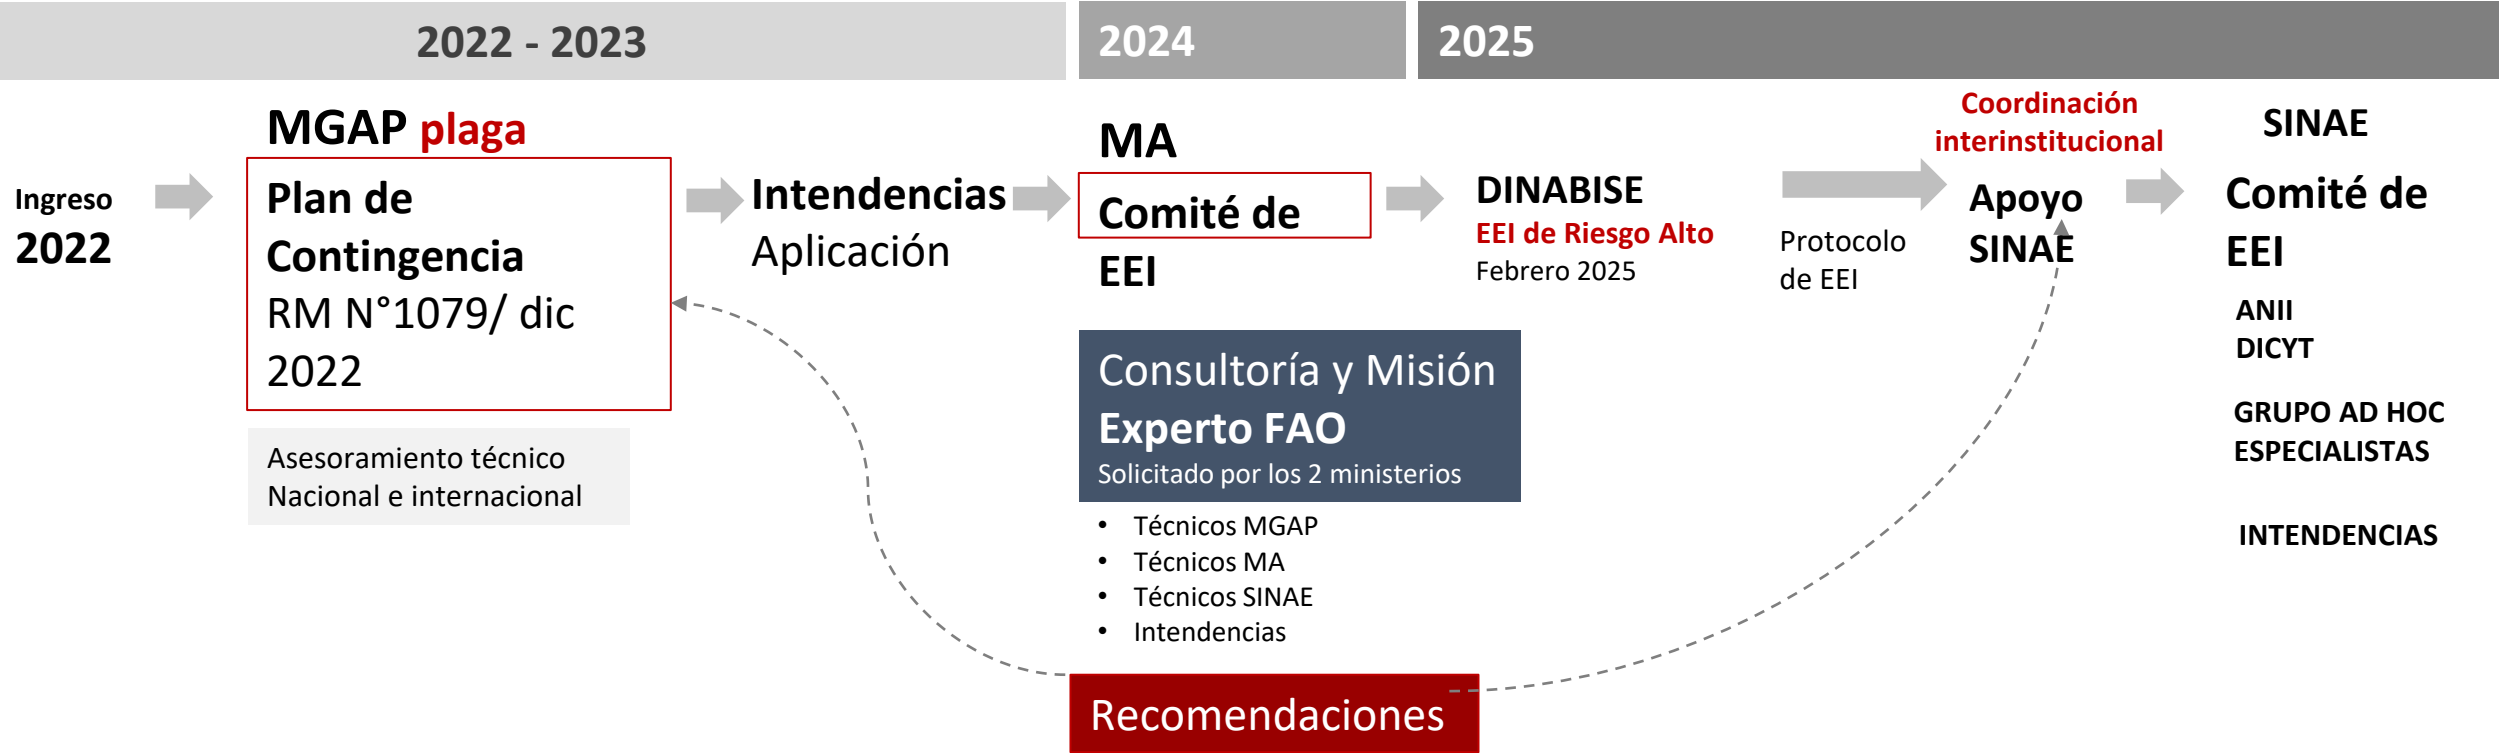 2022 - 2023
2024
2025
Ingreso
2022
MGAP plaga
Plan de
Contingencia
RM N°1079/ dic
2022
Asesoramiento técnico
Nacional e internacional
Intendencias
Aplicación
MA
Comité de
EEI
Consultoría y Misión
Experto FAO
Solicitado por los 2 ministerios
• Técnicos MGAP
• Técnicos MA
• Técnicos SINAE
• Intendencias
Recomendaciones
DINABISE
EEI de Riesgo Alto
Febrero 2025
Protocolo
de EEI
Coordinación
interinstitucional
Apoyo
SINAE
SINAE
Comité de
EEI
ANII
DICYT
GRUPO AD HOC
ESPECIALISTAS
INTENDENCIAS